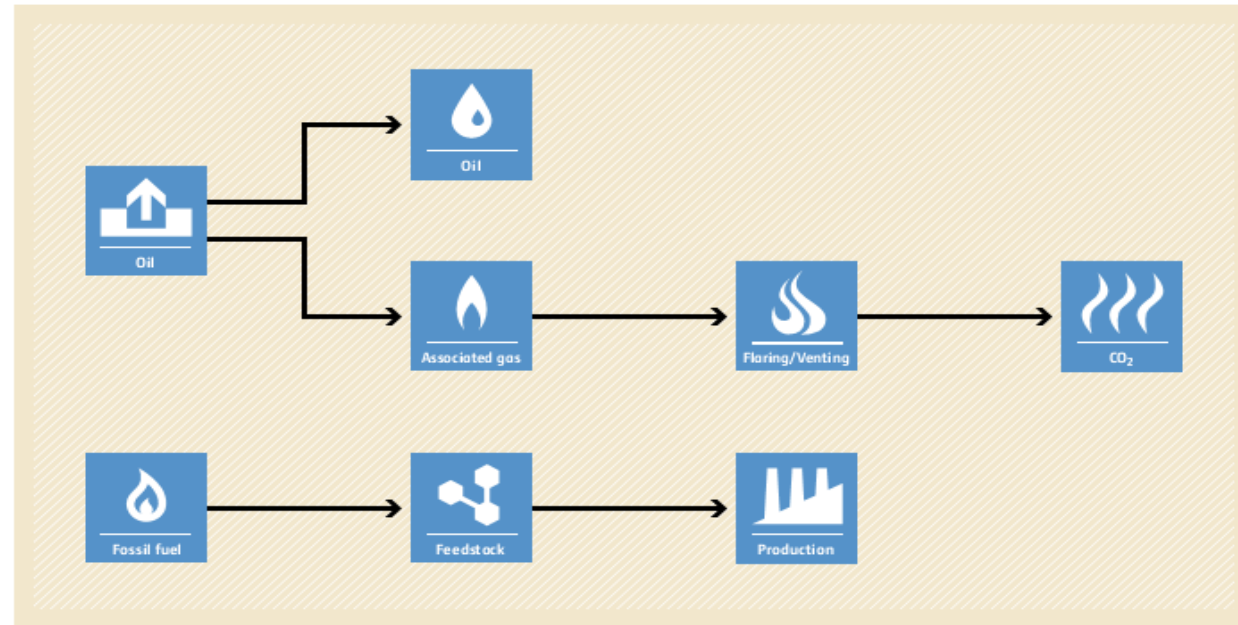 Oil
Oil
Associated gas
Flaring/Venting
CO₂
Fossil fuel
Feedstock
Production